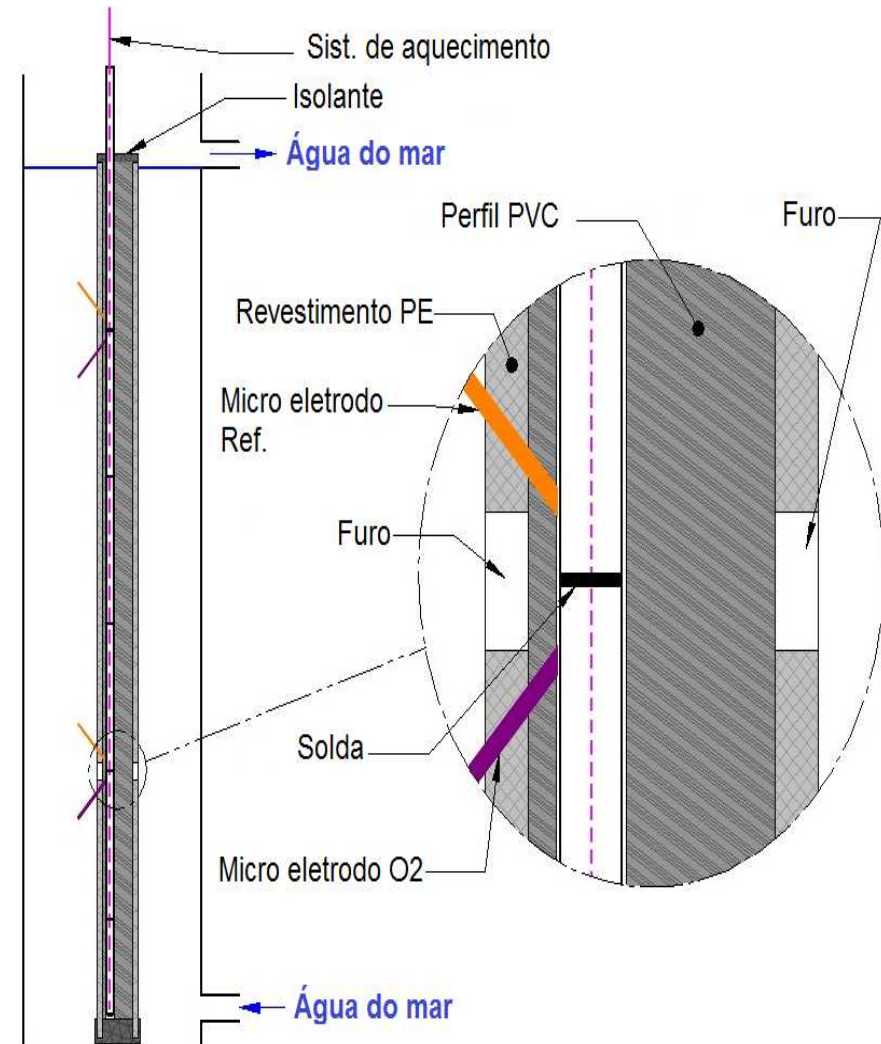 Sist. de aquecimento
Isolante
Água do mar
Perfil PVC
Furo
Revestimento PE
Micro eletrodo
Ref.
Furo
Solda
Micro eletrodo O2
Água do mar